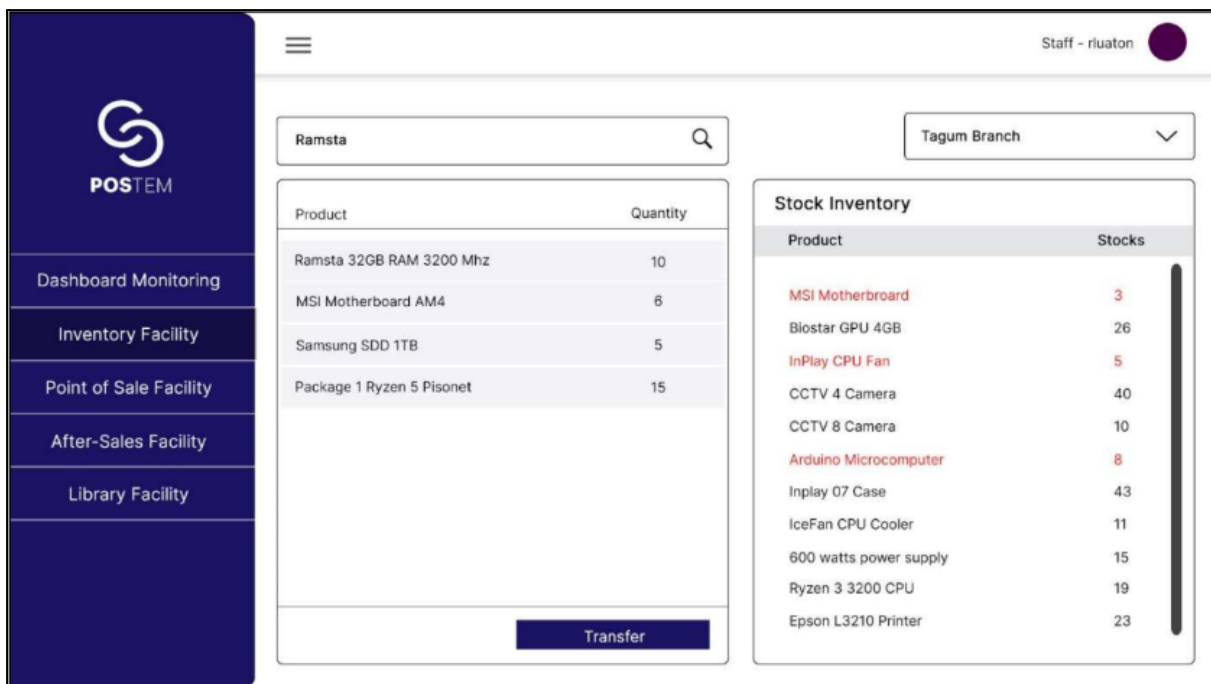 Staff - rluaton
POSTEM
Dashboard Monitoring
Inventory Facility
Point of Sale Facility
After-Sales Facility
Library Facility
Ramsta
Product Quantity
Ramsta 32GB RAM 3200 Mhz 10
MSI Motherboard AM4 6
Samsung SDD 1TB 5
Package 1 Ryzen 5 Pisonet 15
Transfer
Tagum Branch
Stock Inventory
Product Stocks
MSI Motherbroard 3
Biostar GPU 4GB 26
InPlay CPU Fan 5
CCTV 4 Camera 40
CCTV 8 Camera 10
Arduino Microcomputer 8
Inplay 07 Case 43
IceFan CPU Cooler 11
600 watts power supply 15
Ryzen 3 3200 CPU 19
Epson L3210 Printer 23